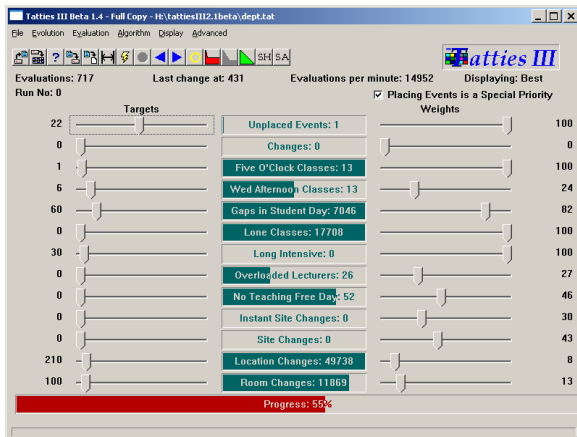 Tatties III Beta 1.4 - Full Copy - H:\tattiesIII2.1beta\dept.tat
File Evolution Evaluation Algorithm Display Advanced
SH SA
Tatties III
Evaluations: 717 Last change at: 431 Evaluations per minute: 14952 Displaying: Best
Run No: 0 Placing Events is a Special Priority
Targets Weights
22 Unplaced Events: 1 100
0 Changes: 0 0
1 Five O'Clock Classes: 13 100
6 Wed Afternoon Classes: 13 24
60 Gaps in Student Day: 7046 82
0 Lone Classes: 17708 100
30 Long Intensive: 0 100
0 Overloaded Lecturers: 26 27
0 No Teaching Free Day: 52 46
0 Instant Site Changes: 0 30
0 Site Changes: 0 43
210 Location Changes: 49738 8
100 Room Changes: 11869 13
Progress: 55%